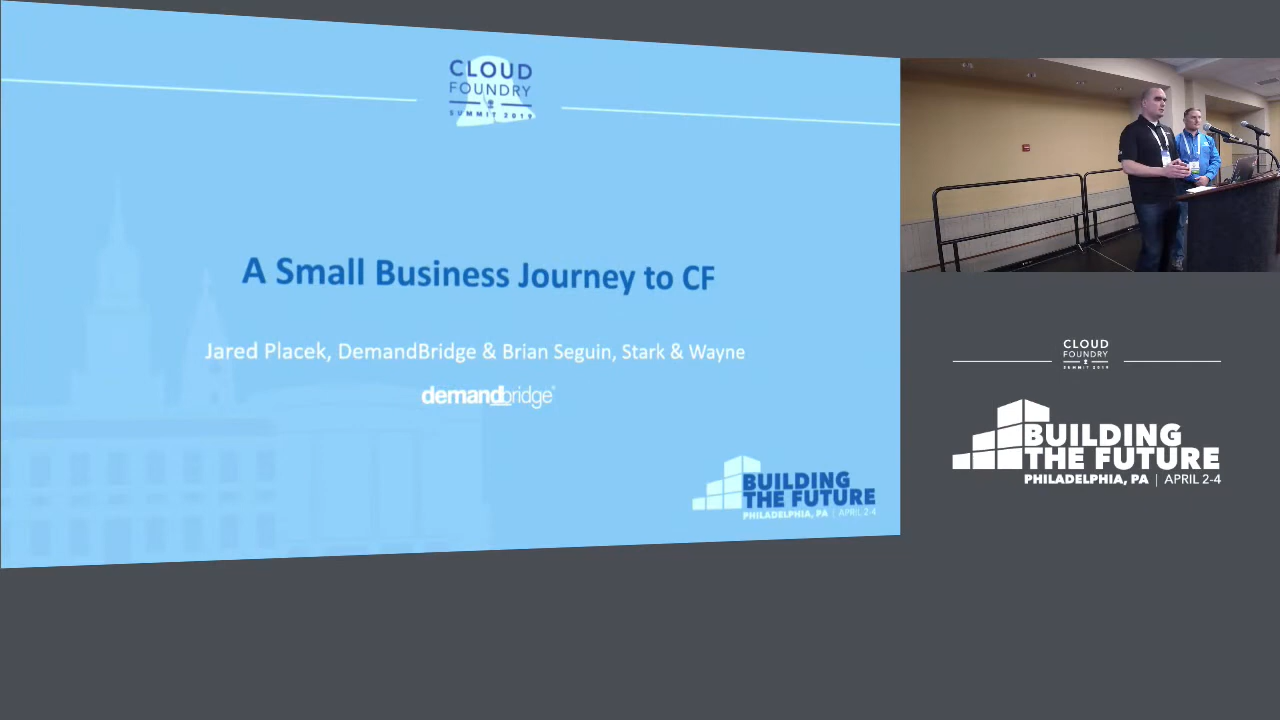 CLOUD
FOUNDRY
SUMMIT 2019
A Small Business Journey to CF
Jared Placek, DemandBridge & Brian Seguin, Stark & Wayne
demandbridge®
BUILDING
THE FUTURE
PHILADELPHIA, PA | APRIL 2-4
CLOUD
FOUNDRY
SUMMIT 2019
BUILDING
THE FUTURE
PHILADELPHIA, PA | APRIL 2-4